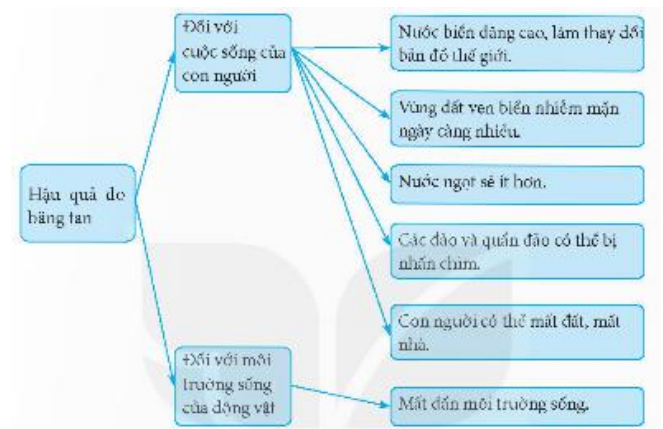 Đối với
cuộc sống của
con người
Nước biển dâng cao, làm thay đổi
bản đồ thế giới.
Vùng đất ven biển nhiễm mặn
ngày càng nhiều.
Nước ngọt sẽ ít hơn.
Hậu quả do
băng tan
Các đảo và quần đảo có thể bị
nhấn chìm.
Con người có thể mất đất, mất
nhà.
Đối với môi
trường sống
của động vật
Mất dần môi trường sống.